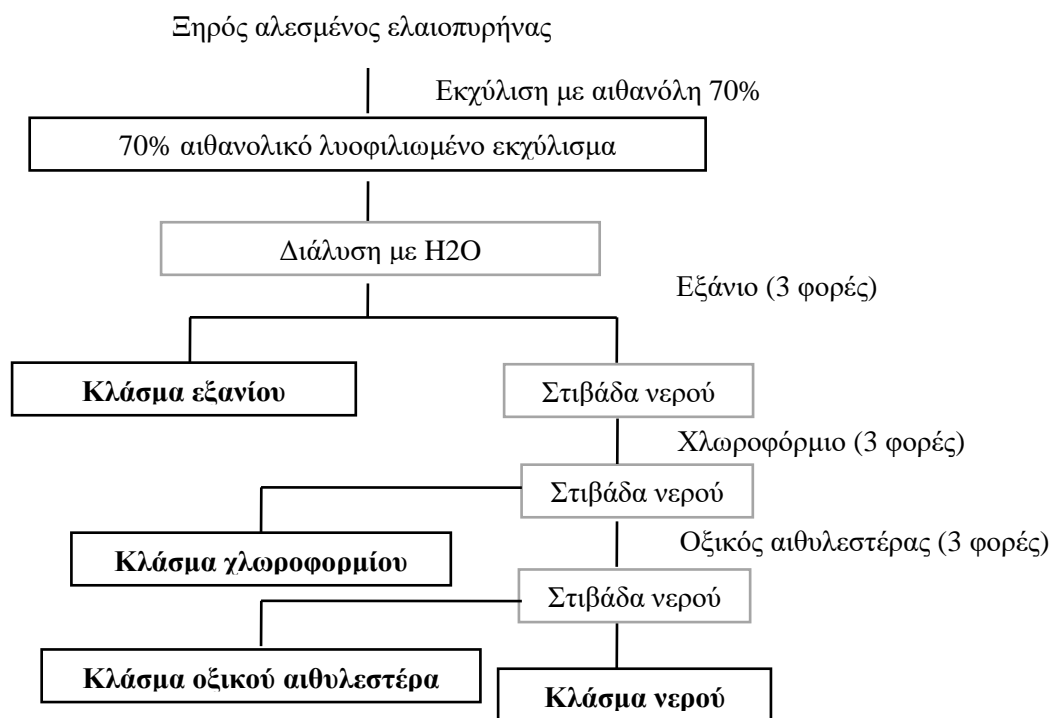 Ξηρός αλεσμένος ελαιοπυρήνας
Εκχύλιση με αιθανόλη 70%
70% αιθανολικό λυοφιλιωμένο εκχύλισμα
Διάλυση με H2O
Εξάνιο (3 φορές)
Κλάσμα εξανίου
Στιβάδα νερού
Χλωροφόρμιο (3 φορές)
Στιβάδα νερού
Οξικός αιθυλεστέρας (3 φορές)
Κλάσμα χλωροφορμίου
Στιβάδα νερού
Κλάσμα οξικού αιθυλεστέρα
Κλάσμα νερού